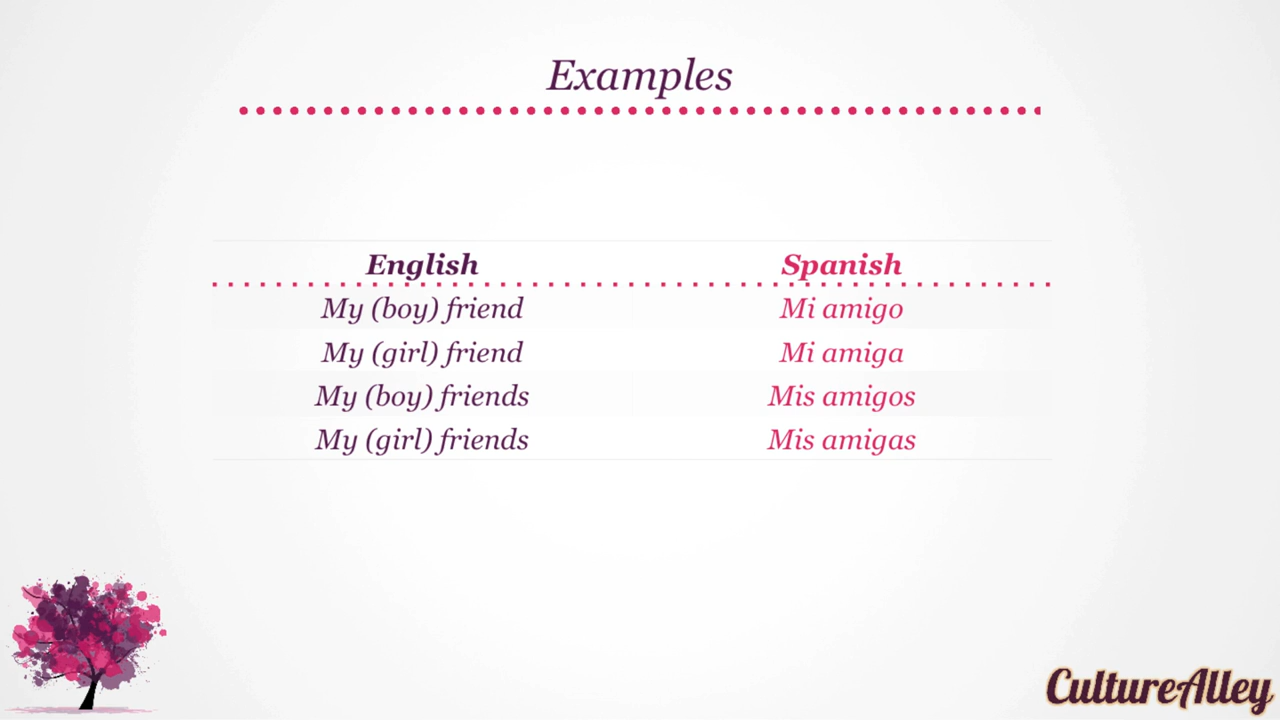 Examples
English Spanish
My (boy) friend Mi amigo
My (girl) friend Mi amiga
My (boy) friends Mis amigos
My (girl) friends Mis amigas
CultureAlley